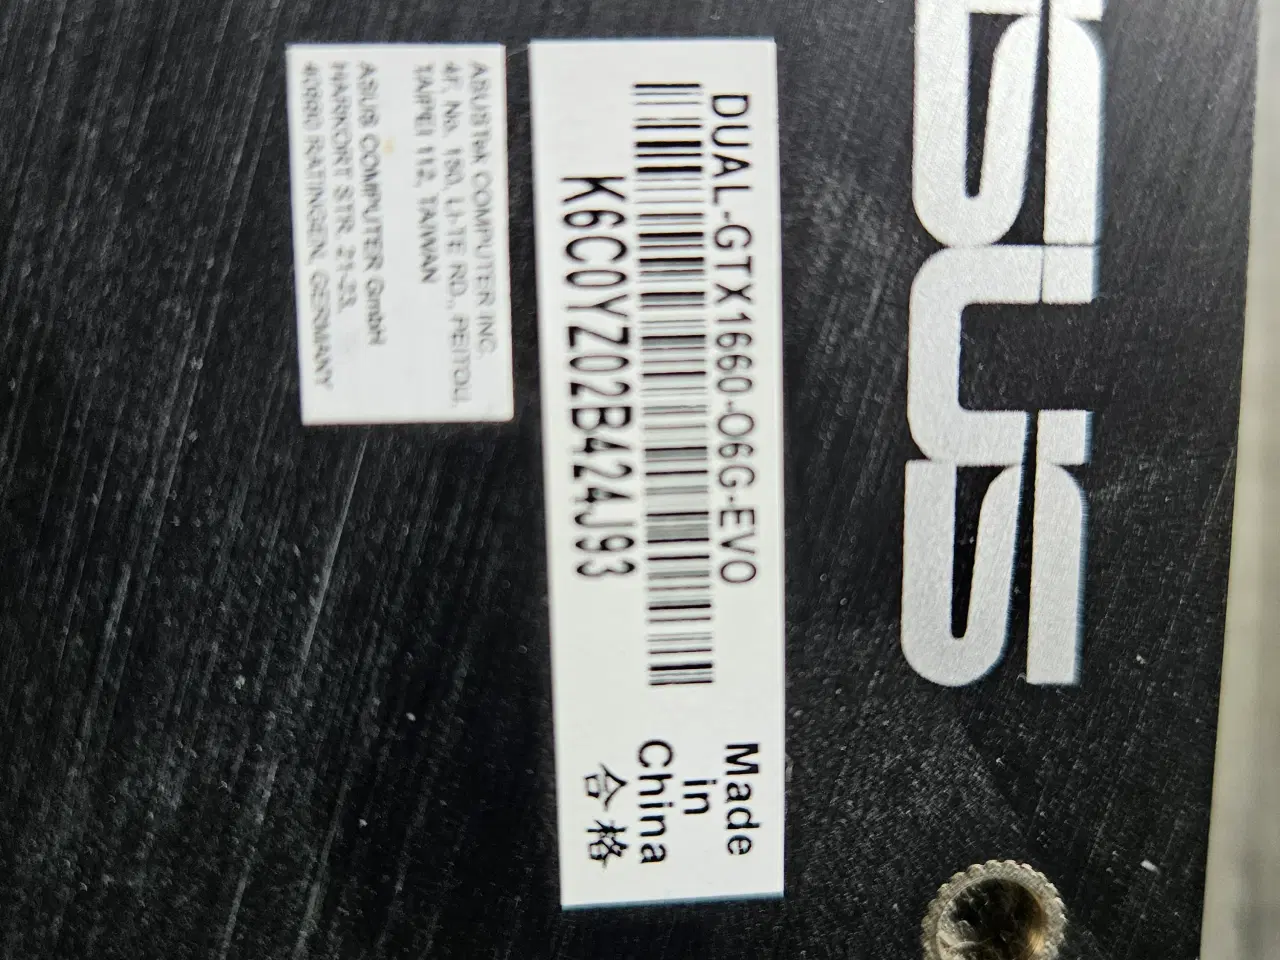 ASUS
DUAL-GTX1660-O6G-EVO
K6C0YZ02B424J93
Made
in
China
合格
ASUSTek COMPUTER INC.
4F, No. 150, LI-TE RD., PEITOU,
TAIPEI 112, TAIWAN
ASUS COMPUTER GmbH
HARKORT STR. 21-23,
40880 RATINGEN, GERMANY